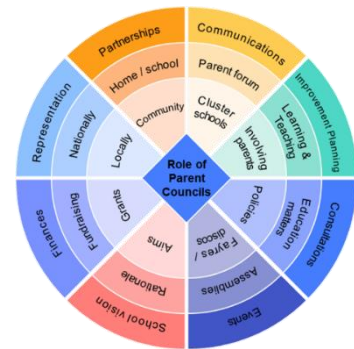 Role of
Parent
Councils
Communications
Parent forum
Cluster
schools
Improvement Planning
Learning &
Teaching
Involving
parents
Consultations
Education
matters
Policies
Events
Assemblies
Fayres /
discos
School vision
Rationale
Aims
Finances
Fundraising
Grants
Representation
Nationally
Locally
Partnerships
Home / school
Community